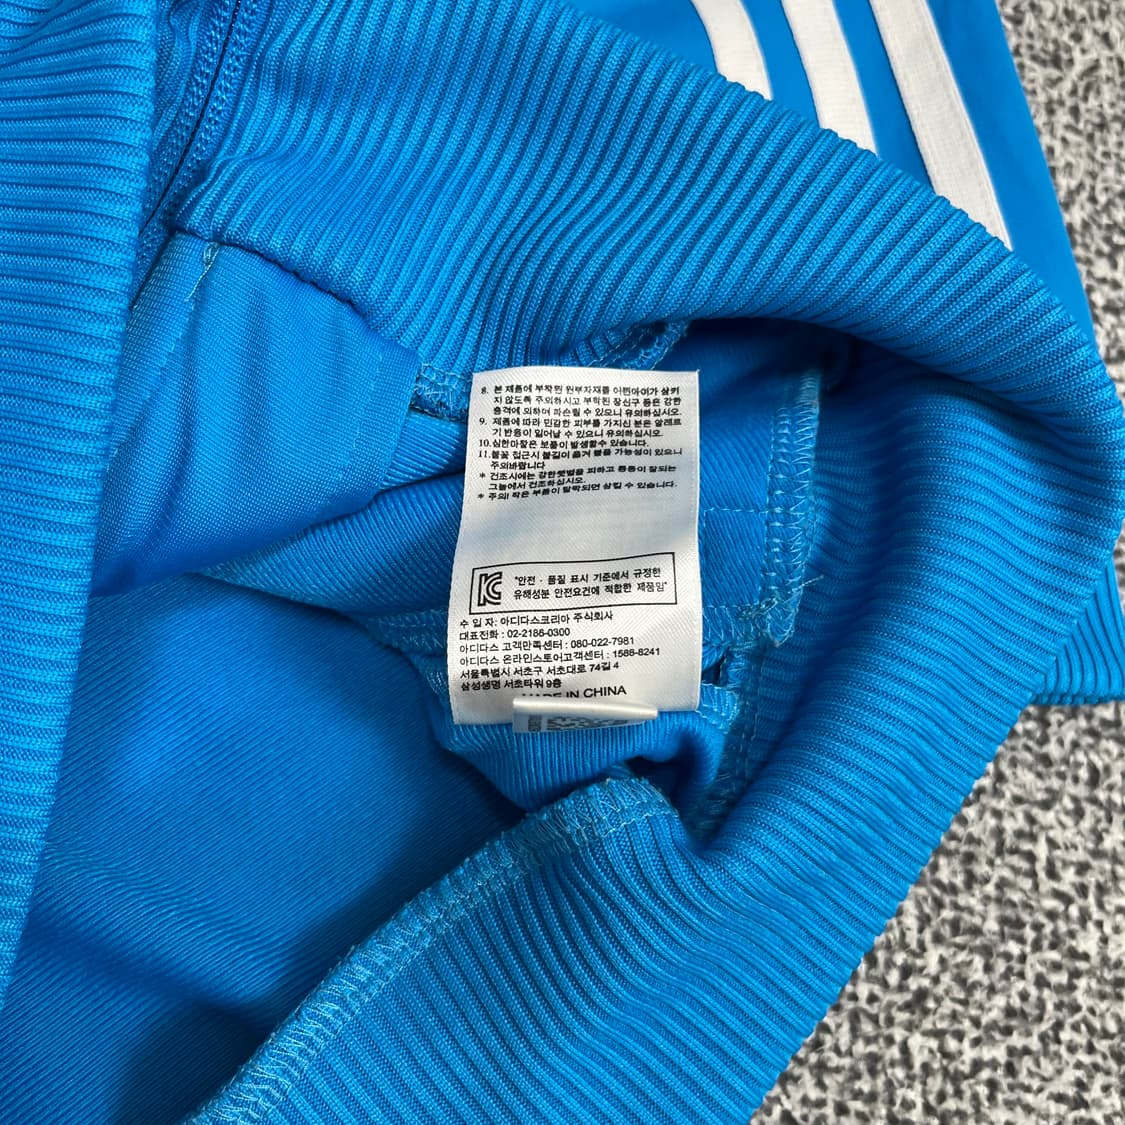 8. 본 제품에 부착된 원부자재를 어린아이가 삼키
지 않도록 주의하시고 부착된 장신구 등은 강한
충격에 의하여 파손될 수 있으니 유의하십시오.
9. 제품에 따라 민감한 피부를 가지신 분은 알레르
기 반응이 일어날 수 있으니 유의하십시오.
10.심한마찰은 보풀이 발생할수 있습니다.
11.불꽃 접근시 불길이 옮겨 붙을 가능성이 있으니
주의바랍니다
* 건조시에는 강한햇볕을 피하고 통풍이 잘되는
그늘에서 건조하십시오.
* 주의! 작은 부품이 탈락되면 삼킬 수 있습니다.
"안전 · 품질 표시 기준에서 규정한
유해성분 안전요건에 적합한 제품임"
수 입 자: 아디다스코리아 주식회사
대표전화 : 02-2186-0300
아디다스 고객만족센터 : 080-022-7981
아디다스 온라인스토어고객센터 : 1588-8241
서울특별시 서초구 서초대로 74길 4
삼성생명 서초타워 9층
MADE IN CHINA